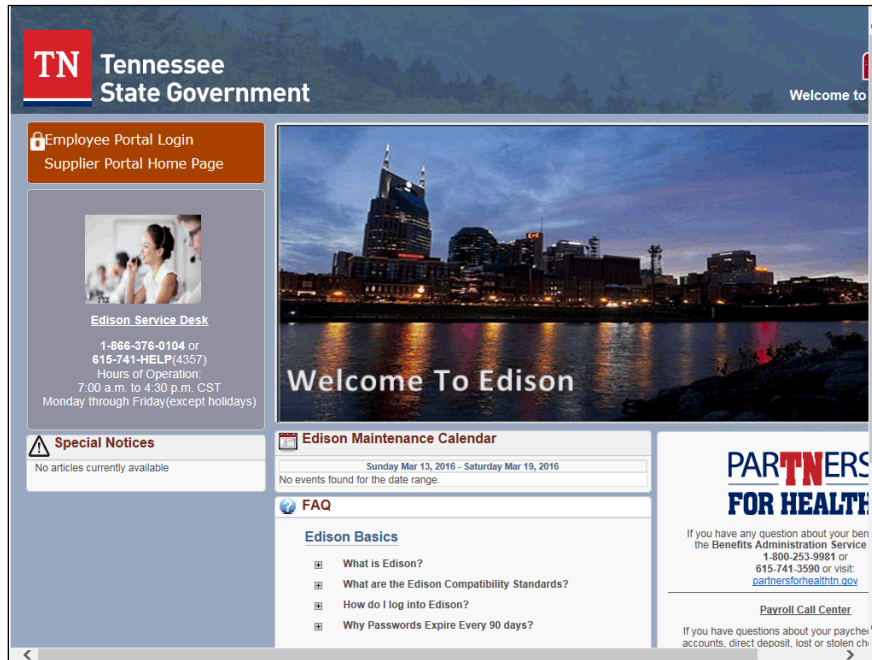 TN
Tennessee
State Government
Welcome to
Employee Portal Login
Supplier Portal Home Page
Edison Service Desk
1-866-376-0104 or
615-741-HELP(4357)
Hours of Operation:
7:00 a.m. to 4:30 p.m. CST
Monday through Friday(except holidays)
Special Notices
No articles currently available
Welcome To Edison
Edison Maintenance Calendar
Sunday Mar 13, 2016 - Saturday Mar 19, 2016
No events found for the date range.
FAQ
Edison Basics
What is Edison?
What are the Edison Compatibility Standards?
How do I log into Edison?
Why Passwords Expire Every 90 days?
PARTNERS
FOR HEALTH
If you have any question about your ben
the Benefits Administration Service
1-800-253-9981 or
615-741-3590 or visit:
partnersforhealthtn.gov
Payroll Call Center
If you have questions about your payche
accounts, direct deposit, lost or stolen ch